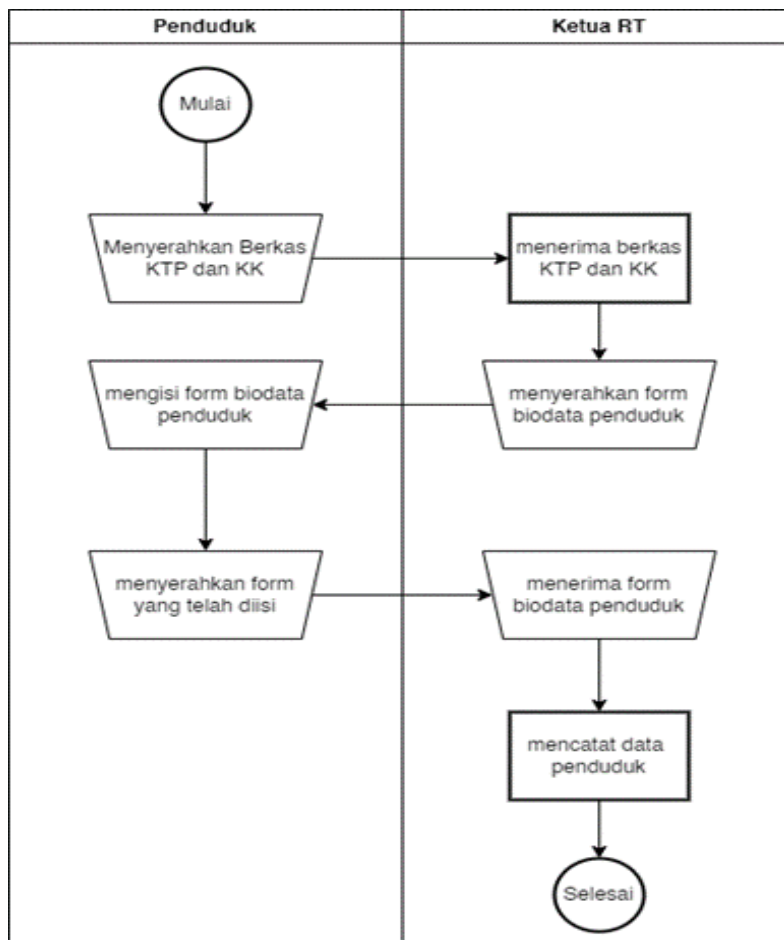 Penduduk
Ketua RT
Mulai
Menyerahkan Berkas
KTP dan KK
menerima berkas
KTP dan KK
menyerahkan form
biodata penduduk
mengisi form biodata
penduduk
menyerahkan form
yang telah diisi
menerima form
biodata penduduk
mencatat data
penduduk
Selesai